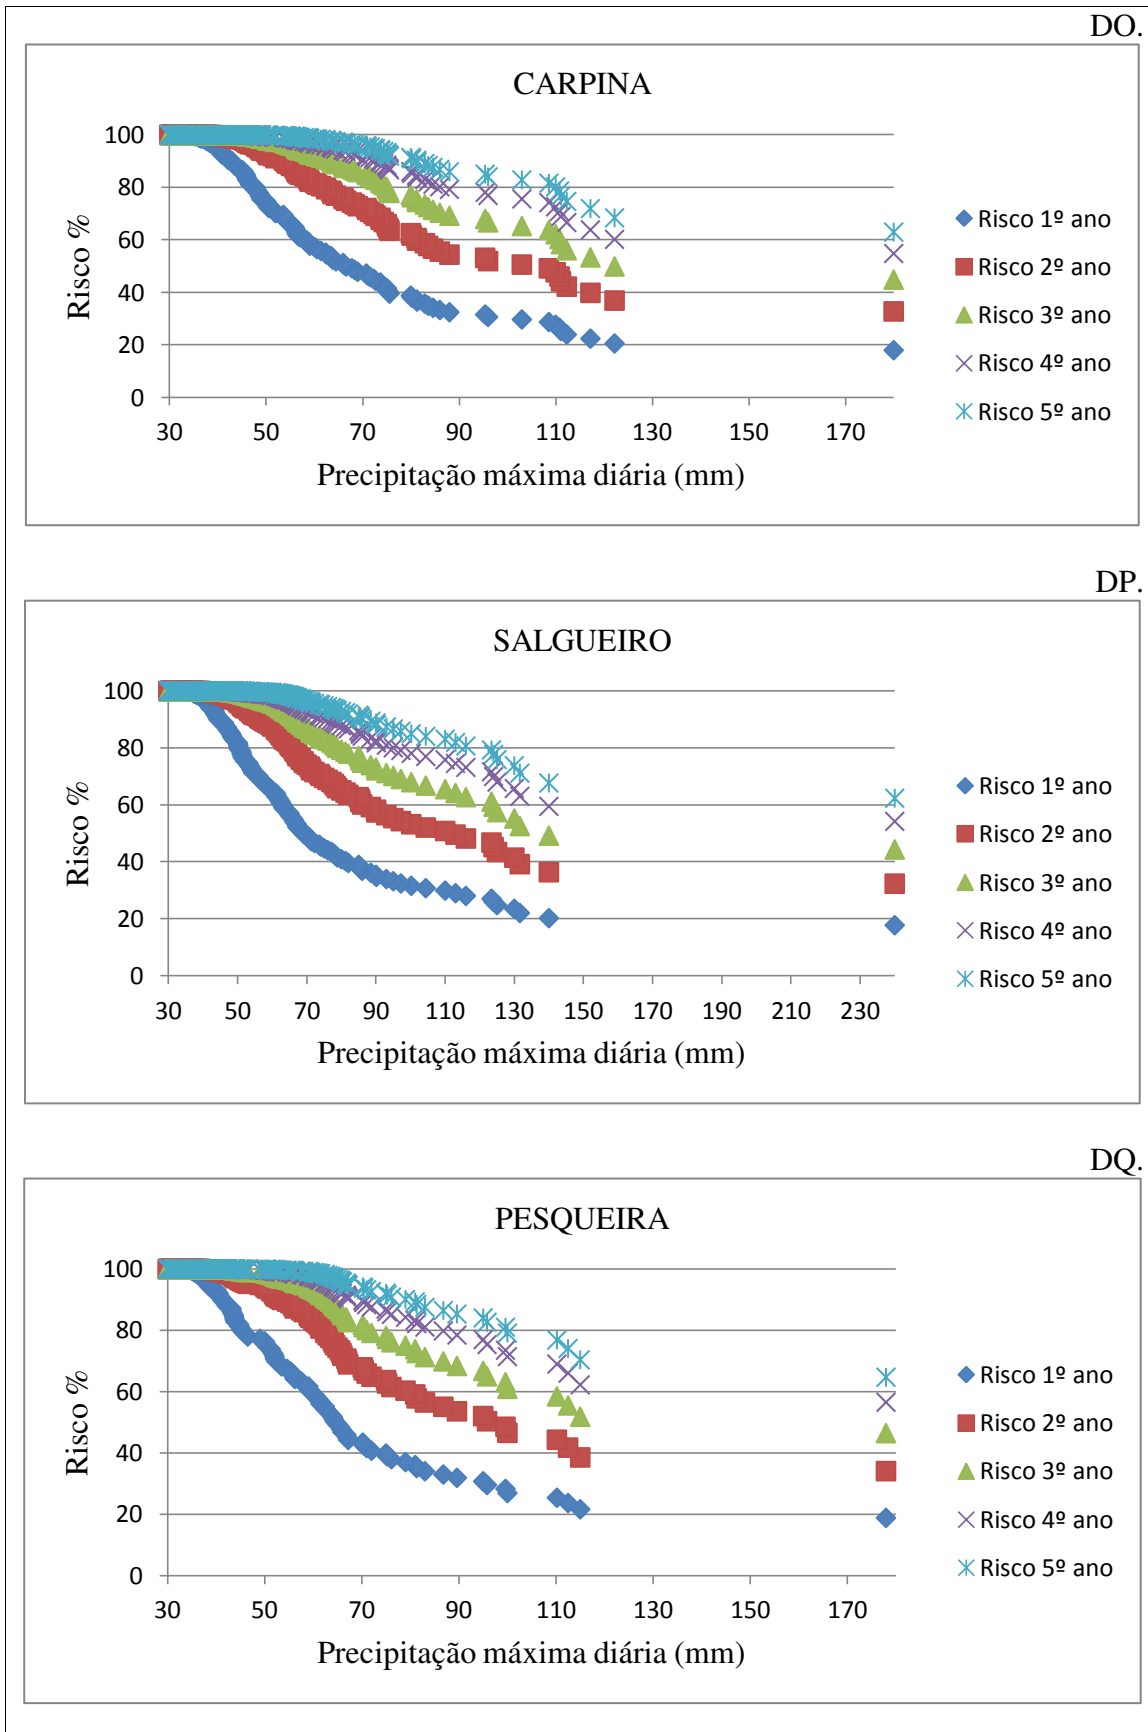 DO.
CARPINA
100
80
60
40
20
0
Risco %
30 50 70 90 110 130 150 170
Precipitação máxima diária (mm)
Risco 1º ano
Risco 2º ano
Risco 3º ano
Risco 4º ano
Risco 5º ano
DP.
SALGUEIRO
100
80
60
40
20
0
Risco %
30 50 70 90 110 130 150 170 190 210 230
Precipitação máxima diária (mm)
Risco 1º ano
Risco 2º ano
Risco 3º ano
Risco 4º ano
Risco 5º ano
DQ.
PESQUEIRA
100
80
60
40
20
0
Risco %
30 50 70 90 110 130 150 170
Precipitação máxima diária (mm)
Risco 1º ano
Risco 2º ano
Risco 3º ano
Risco 4º ano
Risco 5º ano